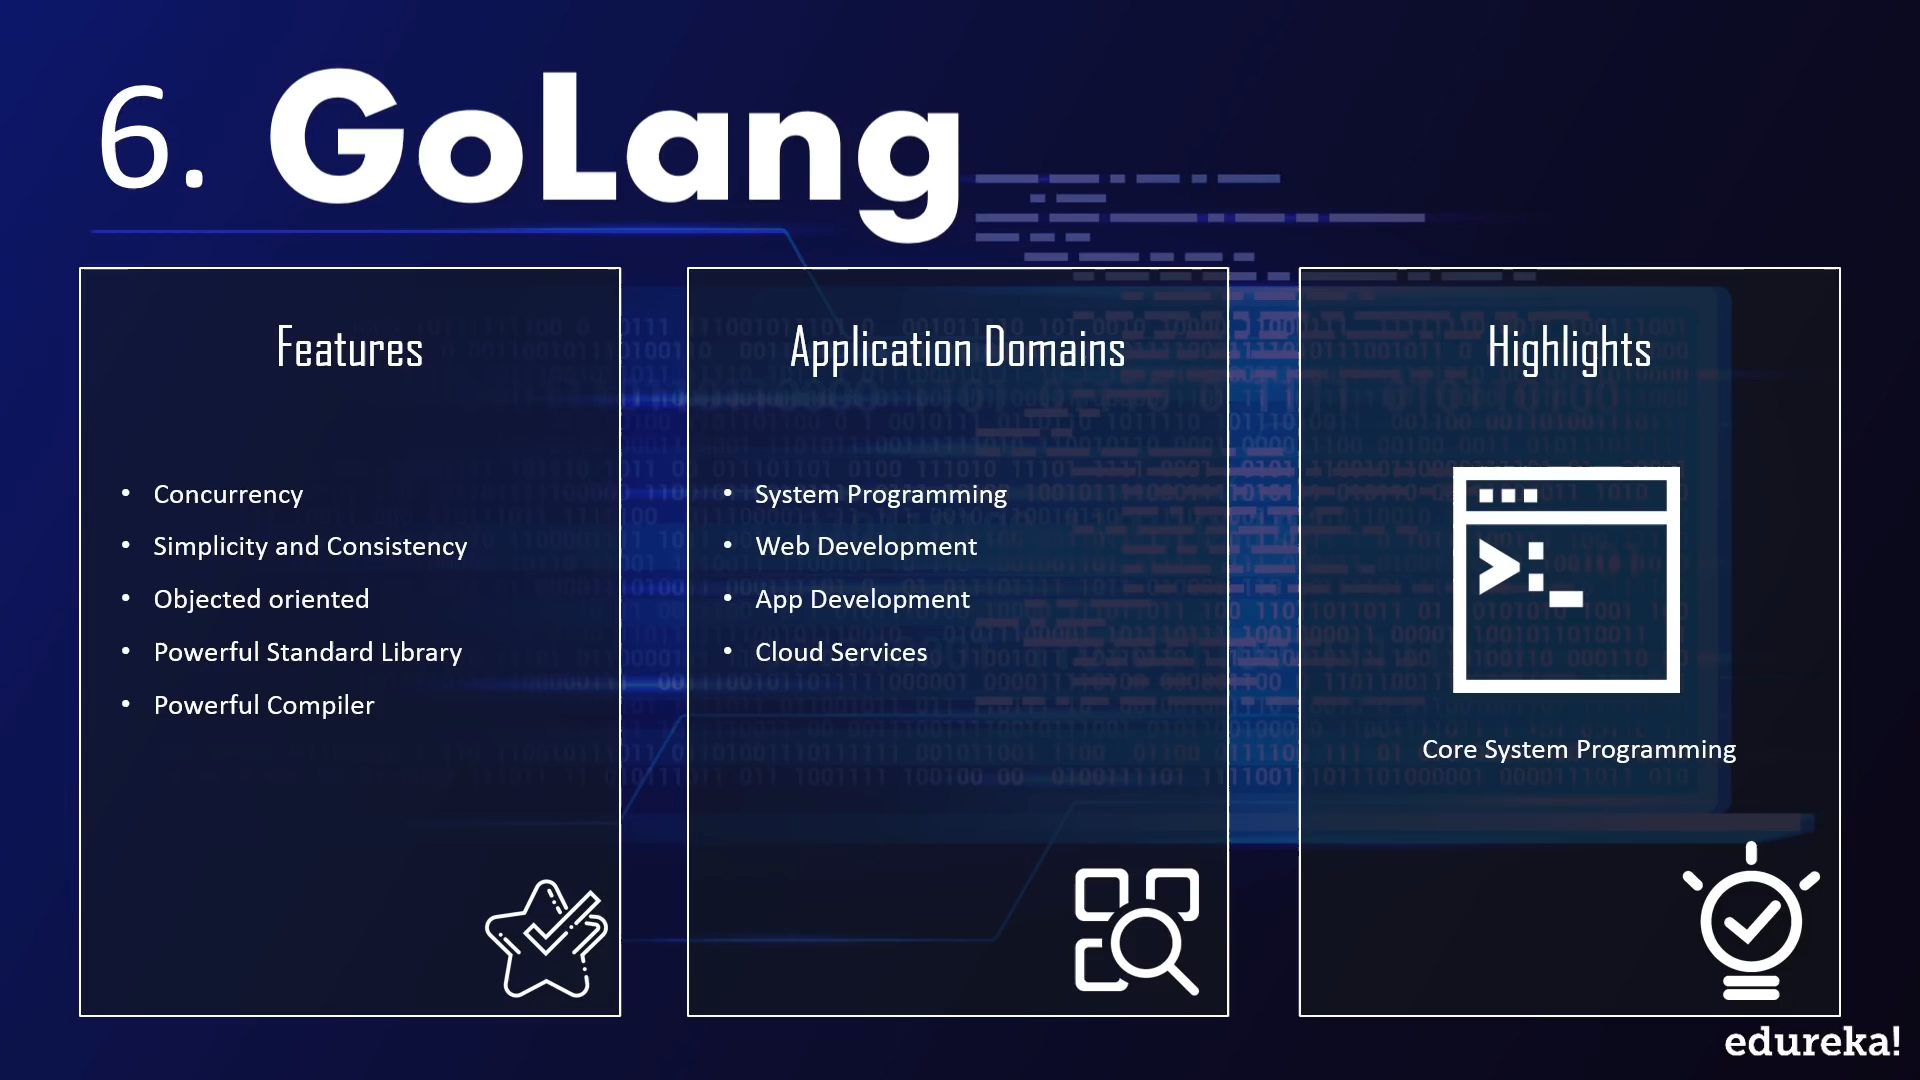 6. GoLang
Features
• Concurrency
• Simplicity and Consistency
• Objected oriented
• Powerful Standard Library
• Powerful Compiler
Application Domains
• System Programming
• Web Development
• App Development
• Cloud Services
Highlights
>:_
Core System Programming
edureka!